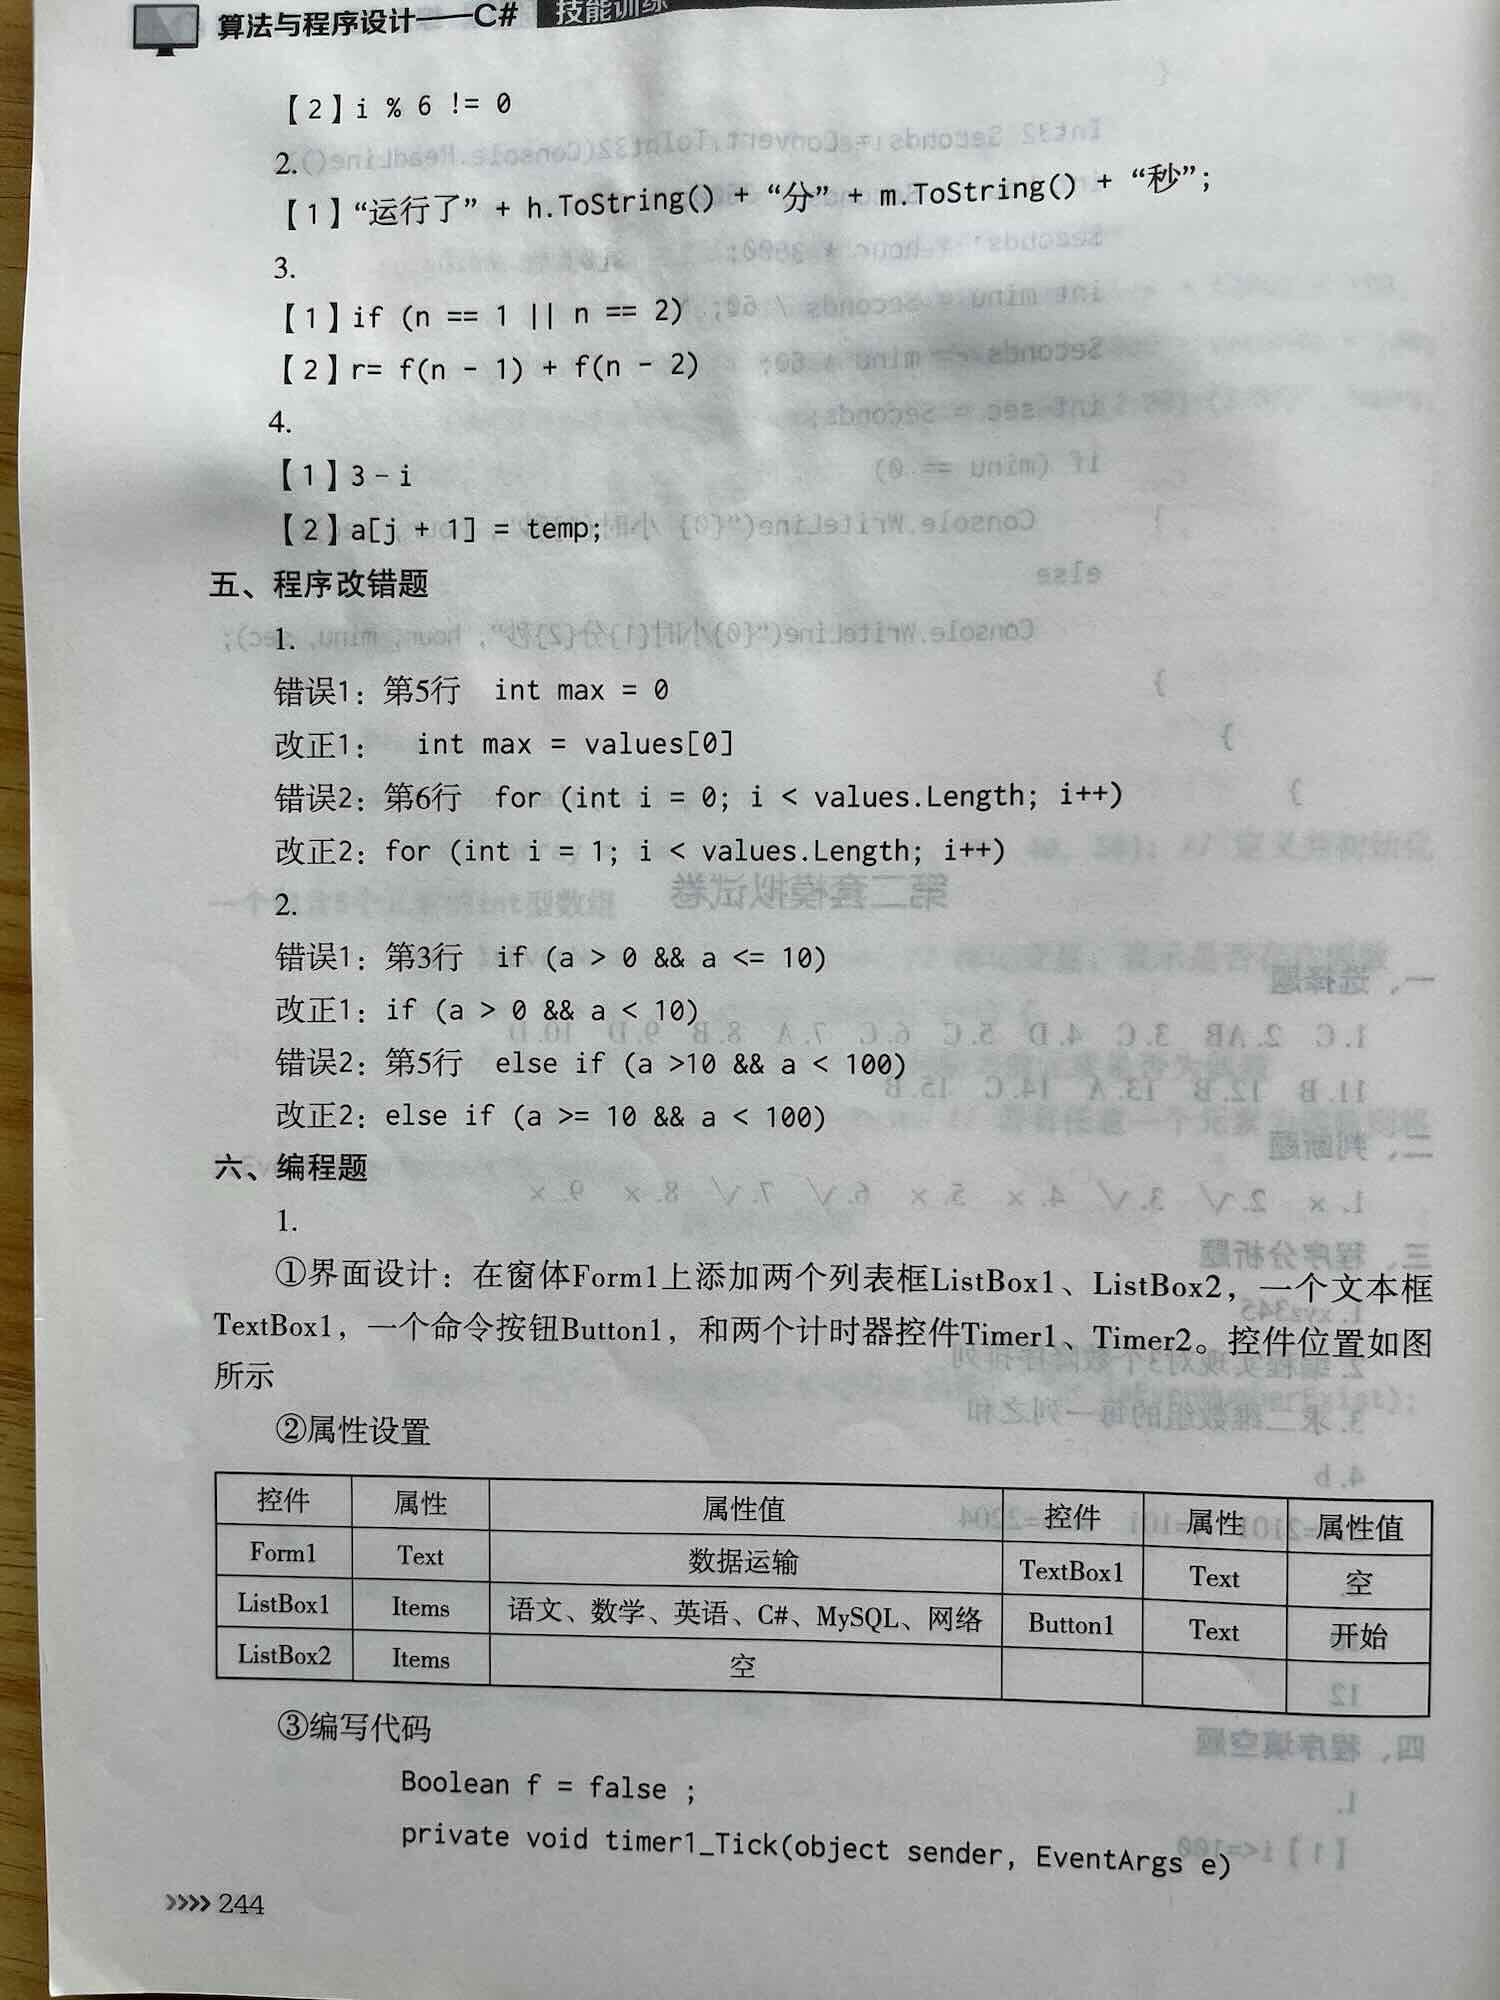 算法与程序设计——C# 技能训练
【2】i % 6 != 0
2.
【1】“运行了” + h.ToString() + “分” + m.ToString() + “秒”;
3.
【1】if (n == 1 || n == 2)
【2】r= f(n - 1) + f(n - 2)
4.
【1】3-i
【2】a[j + 1] = temp;
五、程序改错题
1.
错误1：第5行 int max = 0
改正1： int max = values[0]
错误2：第6行 for (int i = 0; i < values.Length; i++)
改正2：for (int i = 1; i < values.Length; i++)
2.
错误1：第3行 if (a > 0 && a <= 10)
改正1：if (a > 0 && a < 10)
错误2：第5行 else if (a >10 && a < 100)
改正2：else if (a >= 10 && a < 100)
六、编程题
1.
①界面设计：在窗体Form1上添加两个列表框ListBox1、ListBox2，一个文本框
TextBox1，一个命令按钮Button1，和两个计时器控件Timer1、Timer2。控件位置如图
所示
②属性设置
控件 属性 属性值 控件 属性 属性值
Form1 Text 数据运输 TextBox1 Text 空
ListBox1 Items 语文、数学、英语、C#、MySQL、网络 Button1 Text 开始
ListBox2 Items 空
③编写代码
Boolean f = false ;
private void timer1_Tick(object sender, EventArgs e)
>>>> 244